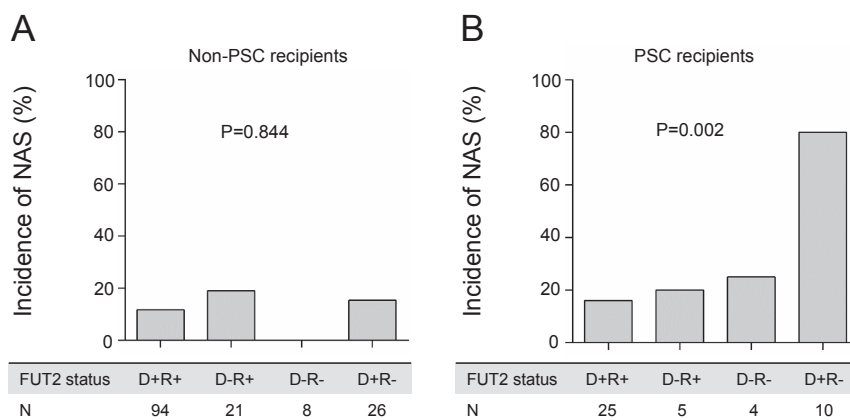 A
Non-PSC recipients
Incidence of NAS (%)
100
80
60
40
20
0
P=0.844
FUT2 status D+R+ D-R+ D-R- D+R-
N 94 21 8 26
B
PSC recipients
Incidence of NAS (%)
100
80
60
40
20
0
P=0.002
FUT2 status D+R+ D-R+ D-R- D+R-
N 25 5 4 10